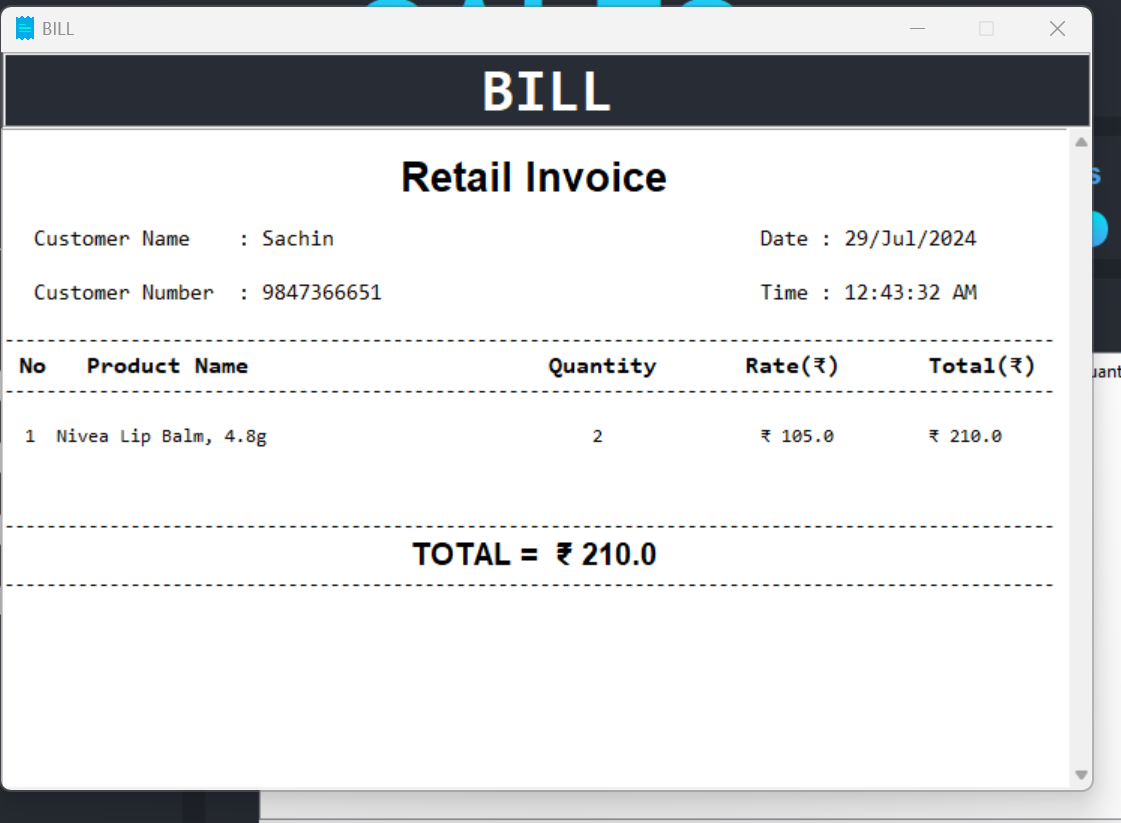 BILL
BILL
Retail Invoice
Customer Name    : Sachin    Date : 29/Jul/2024
Customer Number  : 9847366651    Time : 12:43:32 AM
No   Product Name    Quantity    Rate(₹)    Total(₹)
1  Nivea Lip Balm, 4.8g    2    ₹ 105.0    ₹ 210.0
TOTAL =  ₹ 210.0